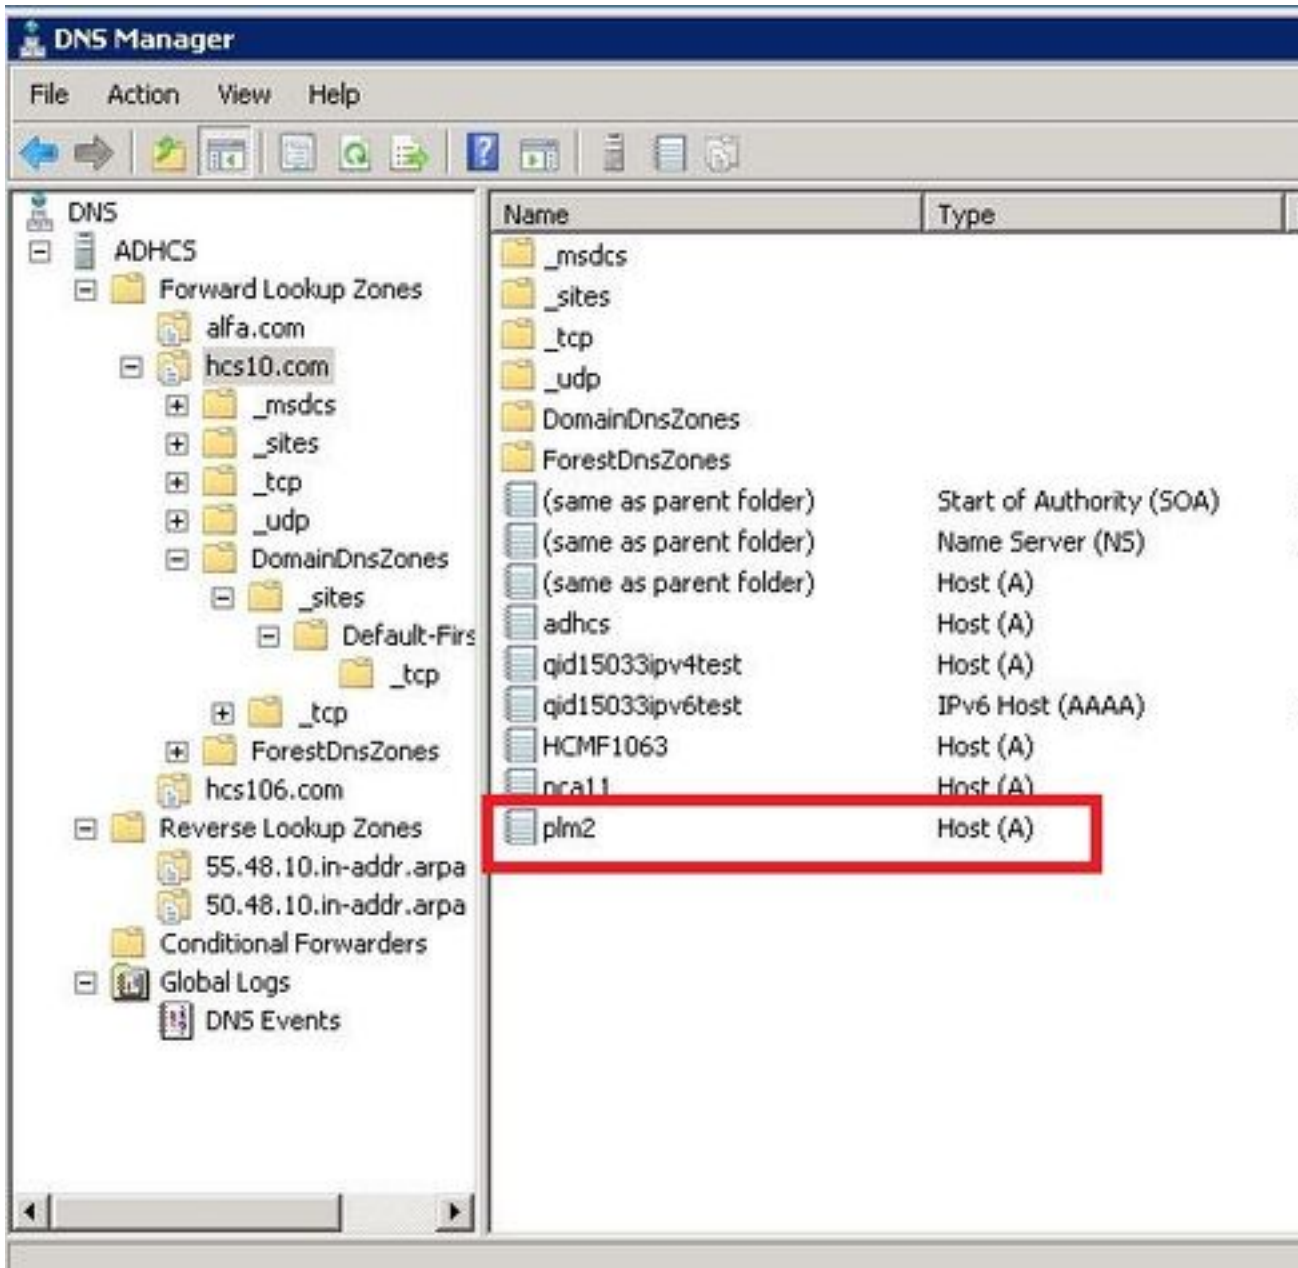 DNS Manager
File Action View Help
DNS
ADHCS
Forward Lookup Zones
alfa.com
hcs10.com
_msdcs
_sites
_tcp
_udp
DomainDnsZones
_sites
Default-Firs
_tcp
_tcp
ForestDnsZones
hcs106.com
Reverse Lookup Zones
55.48.10.in-addr.arpa
50.48.10.in-addr.arpa
Conditional Forwarders
Global Logs
DNS Events
Name Type
_msdcs
_sites
_tcp
_udp
DomainDnsZones
ForestDnsZones
(same as parent folder) Start of Authority (SOA)
(same as parent folder) Name Server (NS)
(same as parent folder) Host (A)
adhcs Host (A)
qid15033ipv4test Host (A)
qid15033ipv6test IPv6 Host (AAAA)
HCMF1063 Host (A)
Host (A)
plm2 Host (A)